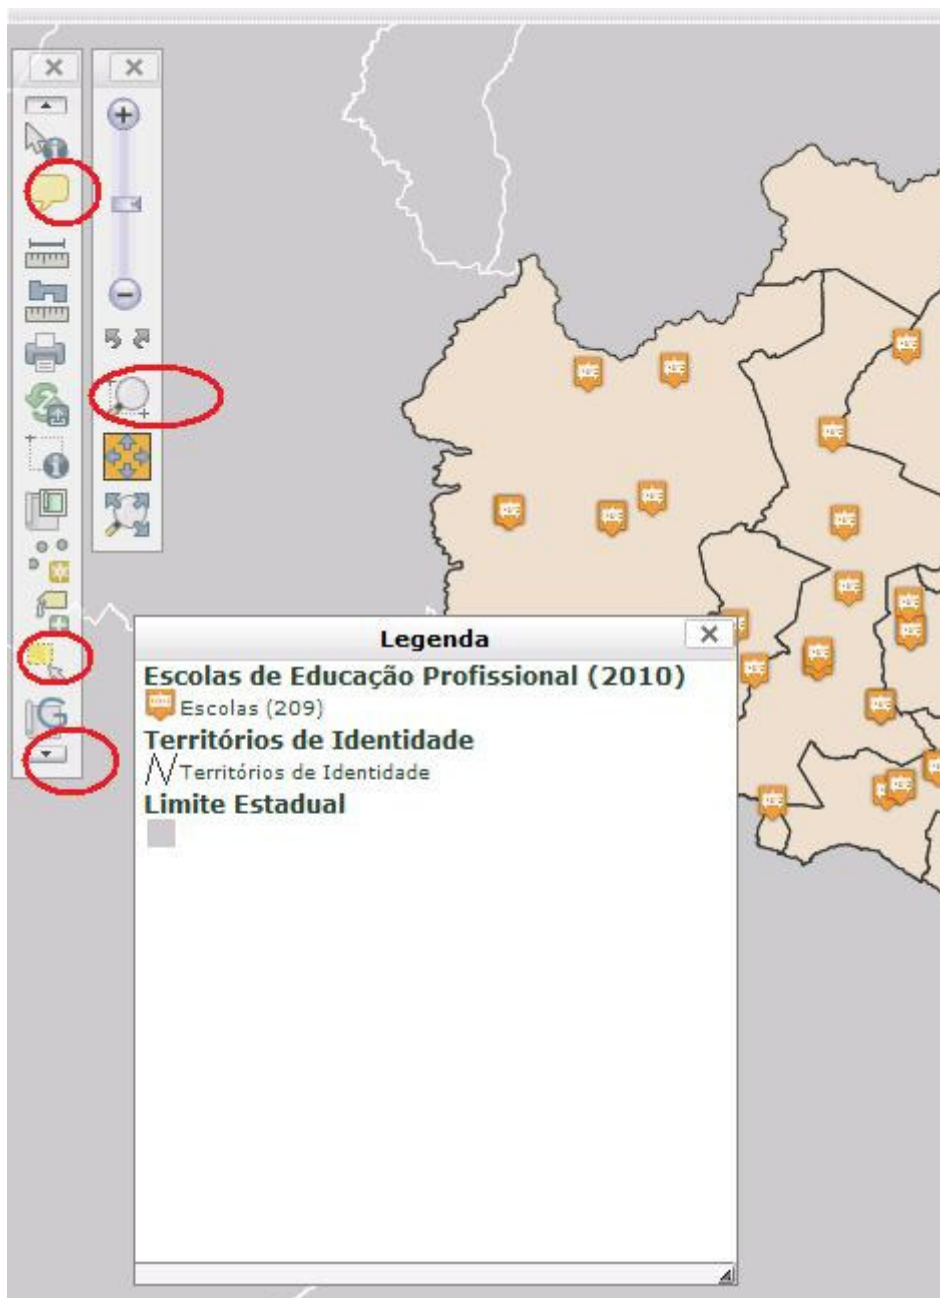 Legenda
Escolas de Educação Profissional (2010)
Escolas (209)
Territórios de Identidade
Territórios de Identidade
Limite Estadual